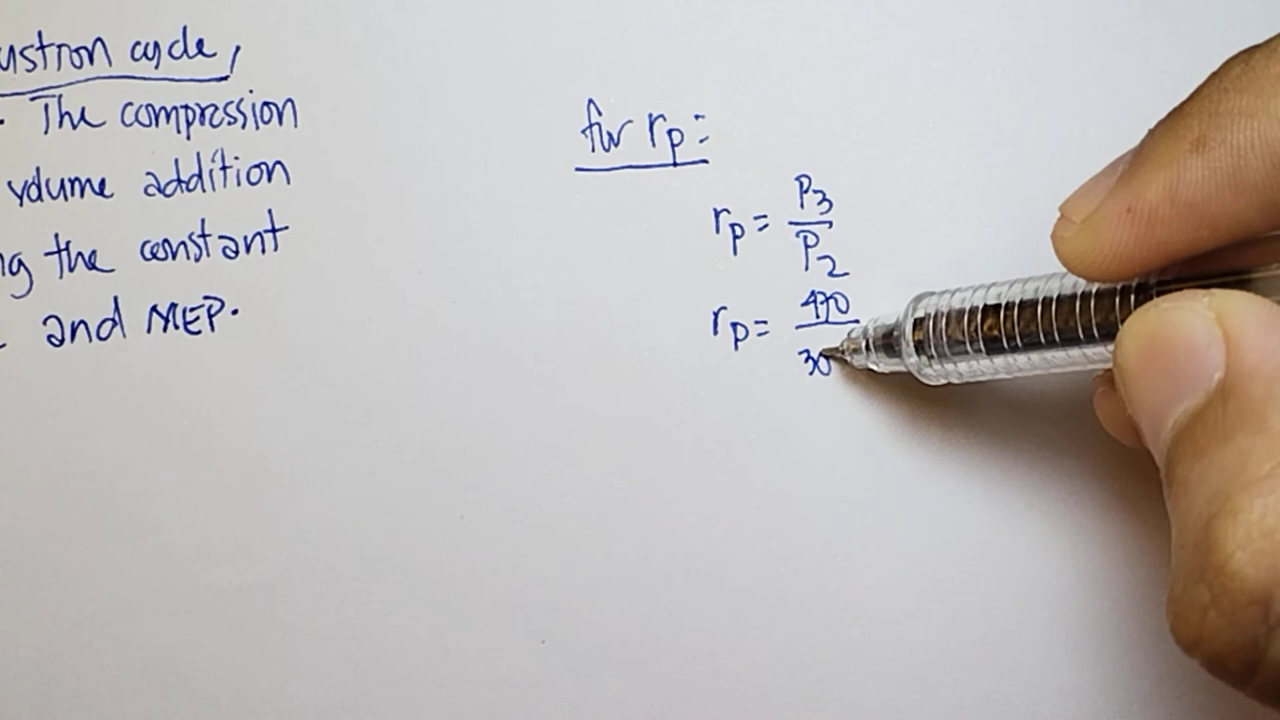 ustion cycle,
. The compression
volume addition
ng the constant
and MEP.
for rp:
rp = P3
P2
rp = 470
30